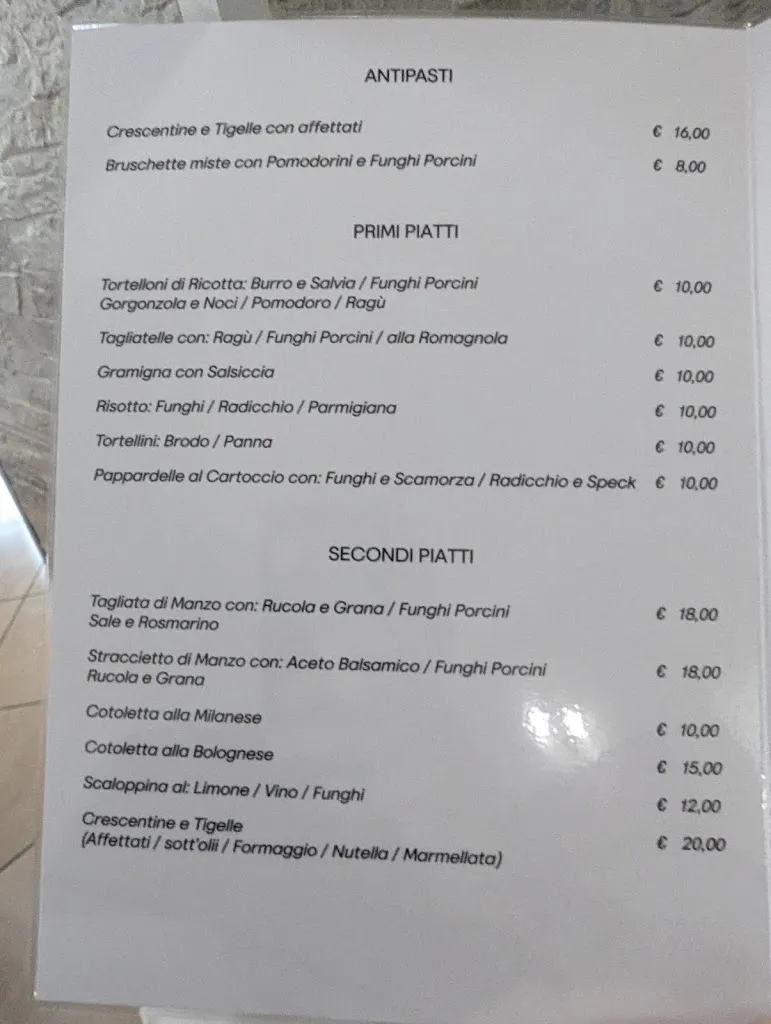 ANTIPASTI
Crescentine e Tigelle con affettati € 16,00
Bruschette miste con Pomodorini e Funghi Porcini € 8,00
PRIMI PIATTI
Tortelloni di Ricotta: Burro e Salvia / Funghi Porcini € 10,00
Gorgonzola e Noci / Pomodoro / Ragù
Tagliatelle con: Ragù / Funghi Porcini / alla Romagnola € 10,00
Gramigna con Salsiccia € 10,00
Risotto: Funghi / Radicchio / Parmigiana € 10,00
Tortellini: Brodo / Panna € 10,00
Pappardelle al Cartoccio con: Funghi e Scamorza / Radicchio e Speck € 10,00
SECONDI PIATTI
Tagliata di Manzo con: Rucola e Grana / Funghi Porcini € 18,00
Sale e Rosmarino
Straccietto di Manzo con: Aceto Balsamico / Funghi Porcini € 18,00
Rucola e Grana
Cotoletta alla Milanese € 10,00
Cotoletta alla Bolognese € 15,00
Scaloppina al: Limone / Vino / Funghi € 12,00
Crescentine e Tigelle € 20,00
(Affettati / sott'olii / Formaggio / Nutella / Marmellata)